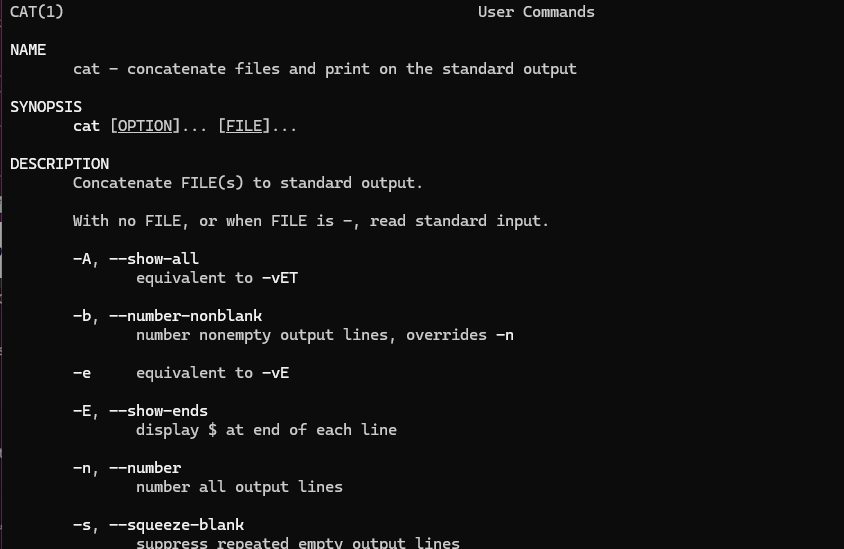 CAT(1) User Commands
NAME
cat - concatenate files and print on the standard output
SYNOPSIS
cat [OPTION]... [FILE]...
DESCRIPTION
Concatenate FILE(s) to standard output.
With no FILE, or when FILE is -, read standard input.
-A, --show-all
equivalent to -vET
-b, --number-nonblank
number nonempty output lines, overrides -n
-e equivalent to -vE
-E, --show-ends
display $ at end of each line
-n, --number
number all output lines
-s, --squeeze-blank
suppress repeated empty output lines